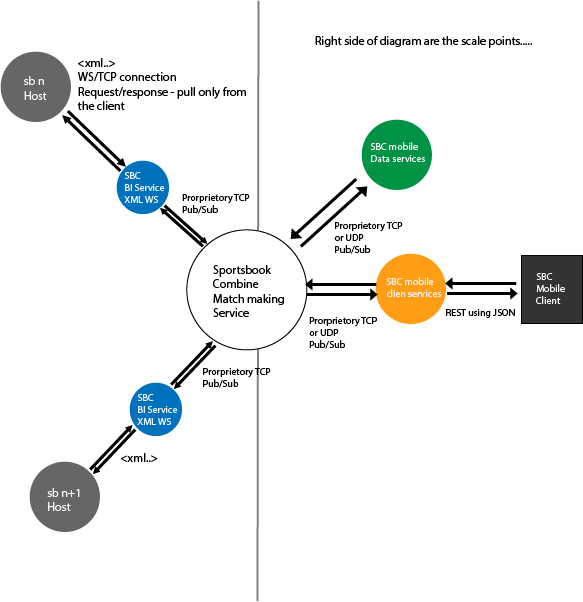 Right side of diagram are the scale points.....
<xml..>
WS/TCP connection
Request/response - pull only from
the client
sb n
Host
SBC
BI Service
XML WS
Prorprietory TCP
Pub/Sub
SBC mobile
Data services
Prorprietory TCP
or UDP
Pub/Sub
Sportsbook
Combine
Match making
Service
SBC mobile
clien services
SBC
Mobile
Client
REST using JSON
Prorprietory TCP
or UDP
Pub/Sub
Prorprietory TCP
Pub/Sub
SBC
BI Service
XML WS
<xml..>
sb n+1
Host